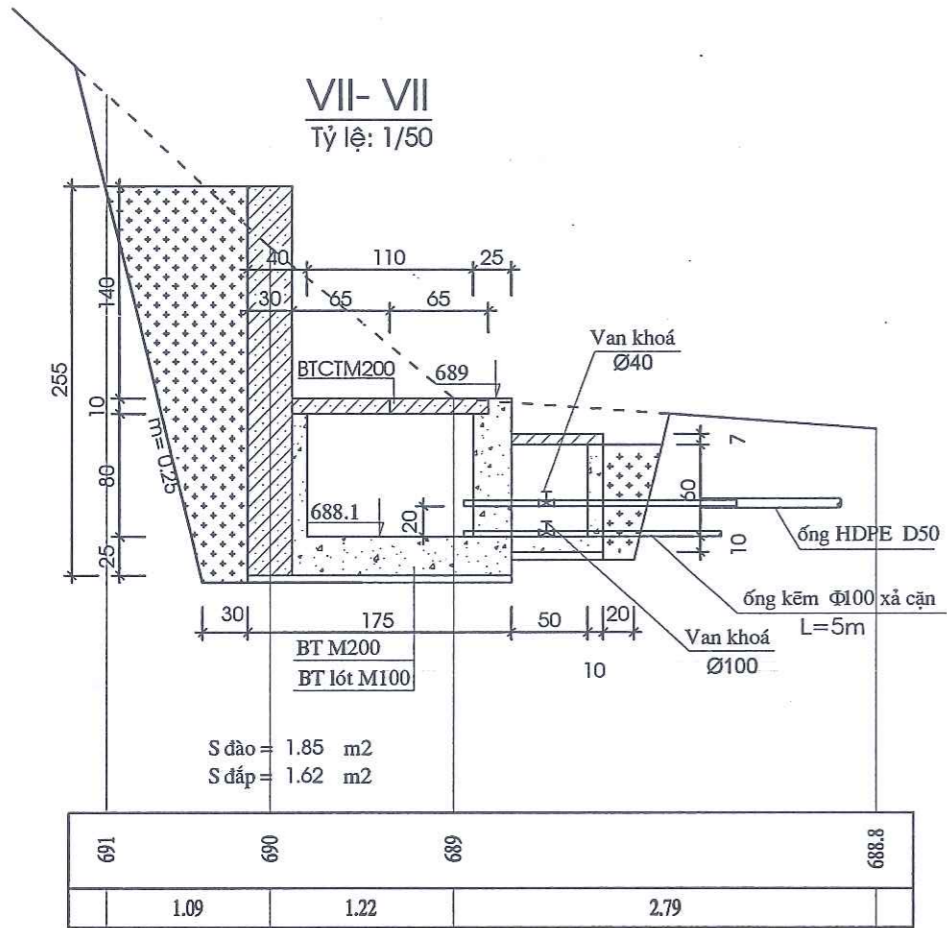 VII- VII
Tỷ lệ: 1/50
40
110
25
30
65
65
140
255
10
80
25
m= 0.25
BTCTM200
689
Van khoá
Ø40
688.1
20
7
60
10
ống HDPE D50
ống kẽm Φ100 xả cặn
L=5m
30
175
50
20
10
Van khoá
Ø100
BT M200
BT lót M100
S đào = 1.85 m2
S đắp = 1.62 m2
691
690
689
688.8
1.09
1.22
2.79